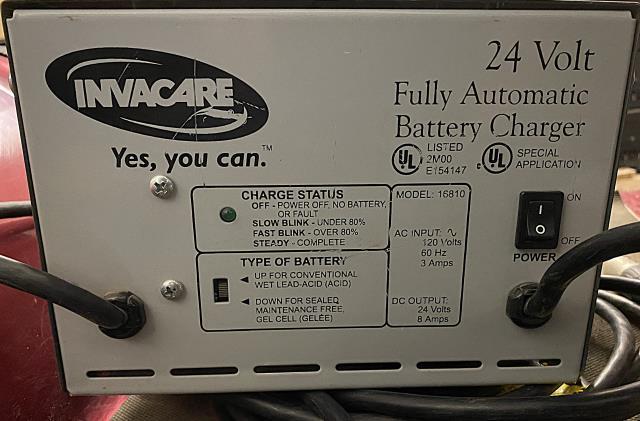 INVACARE
Yes, you can.™
24 Volt
Fully Automatic
Battery Charger
UL LISTED
2M00
E154147
c UL SPECIAL
APPLICATION
CHARGE STATUS
OFF - POWER OFF, NO BATTERY,
OR FAULT
SLOW BLINK - UNDER 80%
FAST BLINK - OVER 80%
STEADY - COMPLETE
TYPE OF BATTERY
◄ UP FOR CONVENTIONAL
WET LEAD-ACID (ACID)
◄ DOWN FOR SEALED,
MAINTENANCE FREE,
GEL CELL (GELÉE)
MODEL: 16810
AC INPUT: ∿
120 Volts
60 Hz
3 Amps
DC OUTPUT:
24 Volts
8 Amps
ON
I
O
OFF
POWER